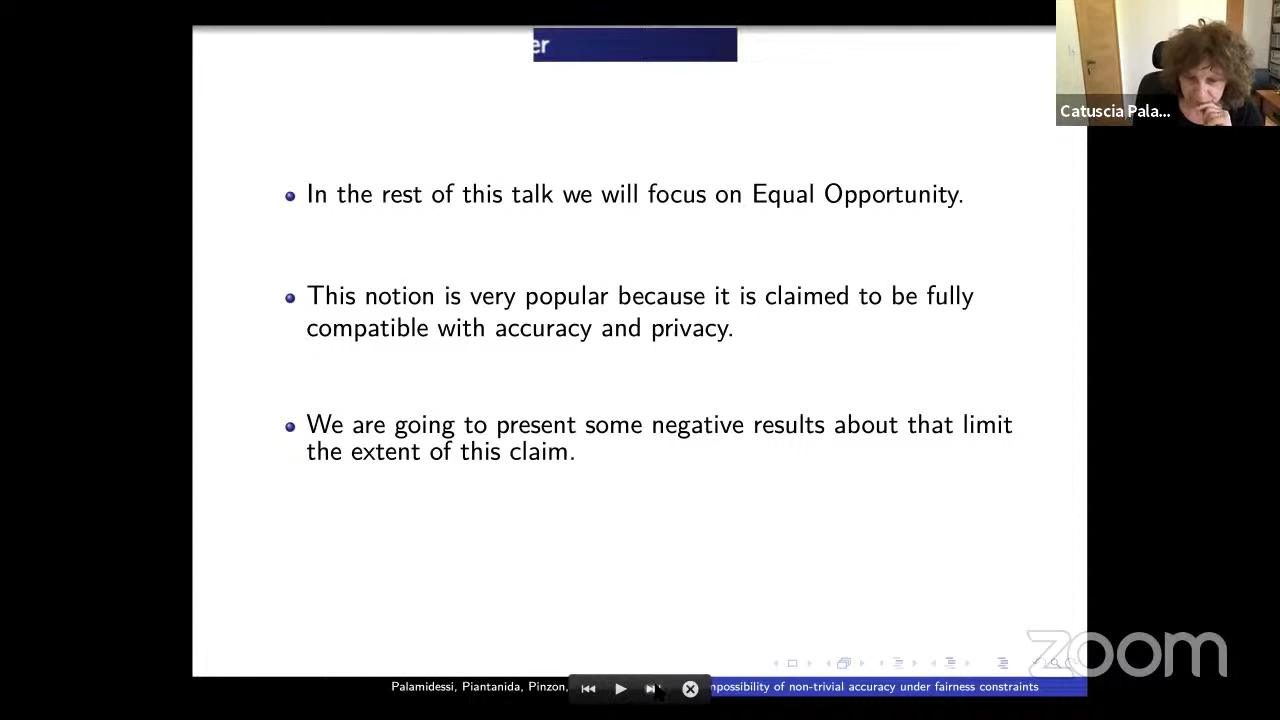 er
Catuscia Pala...
In the rest of this talk we will focus on Equal Opportunity.
This notion is very popular because it is claimed to be fully
compatible with accuracy and privacy.
We are going to present some negative results about that limit
the extent of this claim.
zoom
Palamidessi, Piantanida, Pinzon,
mpossibility of non-trivial accuracy under fairness constraints